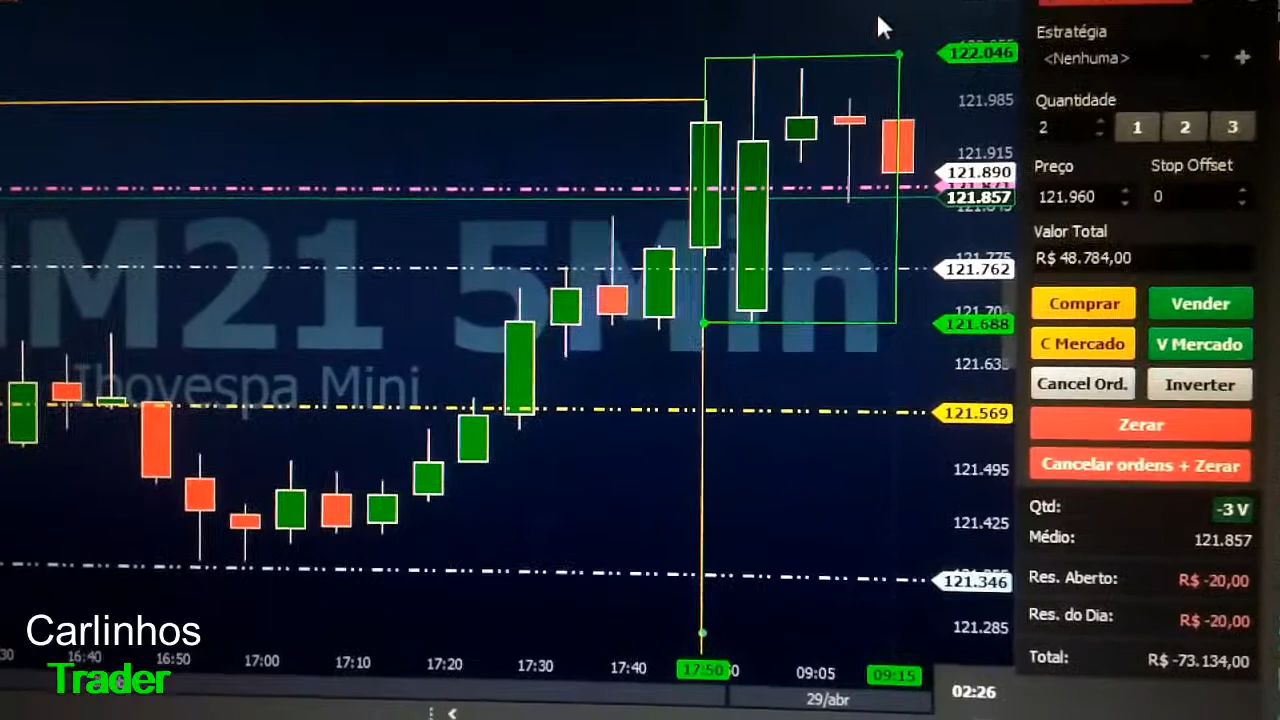 Estratégia
<Nenhuma>
Quantidade
2 1 2 3
Preço Stop Offset
121.960 0
Valor Total
R$ 48.784,00
Comprar Vender
C Mercado V Mercado
Cancel Ord. Inverter
Zerar
Cancelar ordens + Zerar
Qtd: -3 V
Médio: 121.857
Res. Aberto: R$ -20,00
Res. do Dia: R$ -20,00
Total: R$ -73.134,00
122.046
121.985
121.915
121.890
121.857
121.762
121.688
121.569
121.495
121.425
121.346
121.285
M21 5Min
Ibovespa Mini
16:40 16:50 17:00 17:10 17:20 17:30 17:40 17:50 09:05 09:15
29/abr
02:26
Carlinhos
Trader